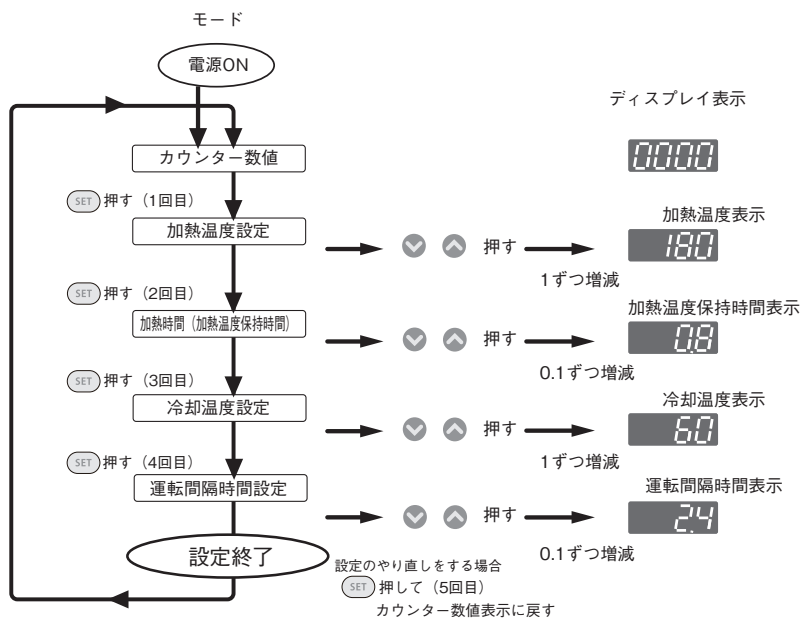 モード
電源ON
ディスプレイ表示
カウンター数値
0000
SET 押す（1回目）
加熱温度設定
押す
1ずつ増減
加熱温度表示
180
SET 押す（2回目）
加熱時間（加熱温度保持時間）
押す
0.1ずつ増減
加熱温度保持時間表示
0.8
SET 押す（3回目）
冷却温度設定
押す
1ずつ増減
冷却温度表示
60
SET 押す（4回目）
運転間隔時間設定
押す
0.1ずつ増減
運転間隔時間表示
2.4
設定終了
設定のやり直しをする場合
SET 押して（5回目）
カウンター数値表示に戻す